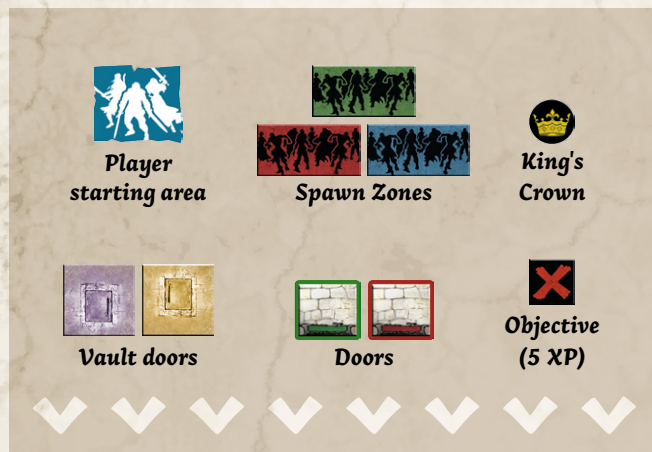 Player
starting area
Spawn Zones
King's
Crown
Vault doors
Doors
Objective
(5 XP)